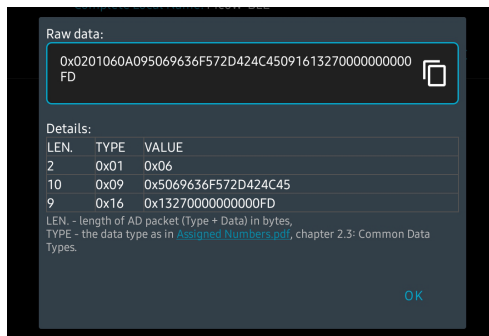 Raw data:
0x0201060A095069636F572D424C45091613270000000000
FD
Details:
LEN. TYPE VALUE
2 0x01 0x06
10 0x09 0x5069636F572D424C45
9 0x16 0x13270000000000FD
LEN. - length of AD packet (Type + Data) in bytes,
TYPE - the data type as in Assigned Numbers.pdf, chapter 2.3: Common Data
Types.
OK